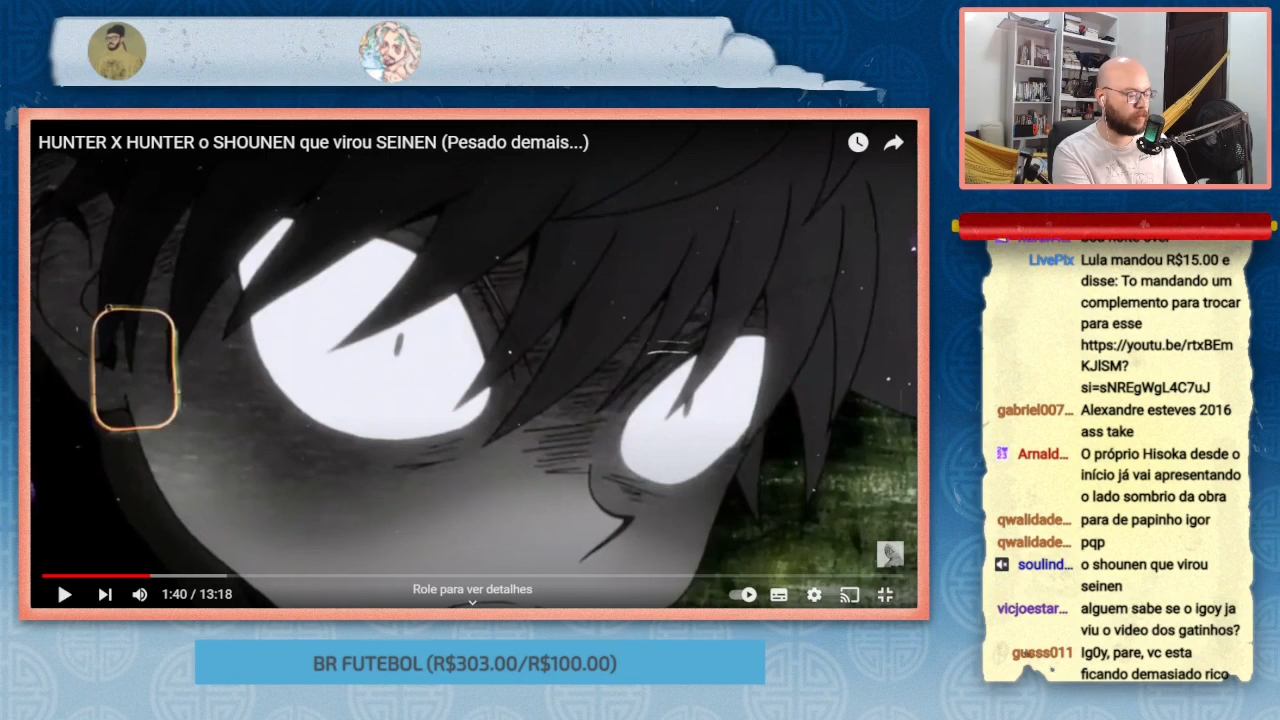 HUNTER X HUNTER o SHOUNEN que virou SEINEN (Pesado demais...)
1:40 / 13:18
Role para ver detalhes
BR FUTEBOL (R$303.00/R$100.00)
LivePix Lula mandou R$15.00 e
disse: To mandando um
complemento para trocar
para esse
https://youtu.be/rtxBEm
KJlSM?
si=sNREgWgL4C7uJ
gabriel007... Alexandre esteves 2016
ass take
Arnald... O próprio Hisoka desde o
início já vai apresentando
o lado sombrio da obra
qwalidade... para de papinho igor
qwalidade... pqp
soulind... o shounen que virou
seinen
vicjoestar... alguem sabe se o igoy ja
viu o video dos gatinhos?
gusss011 Ig0y, pare, vc esta
ficando demasiado rico